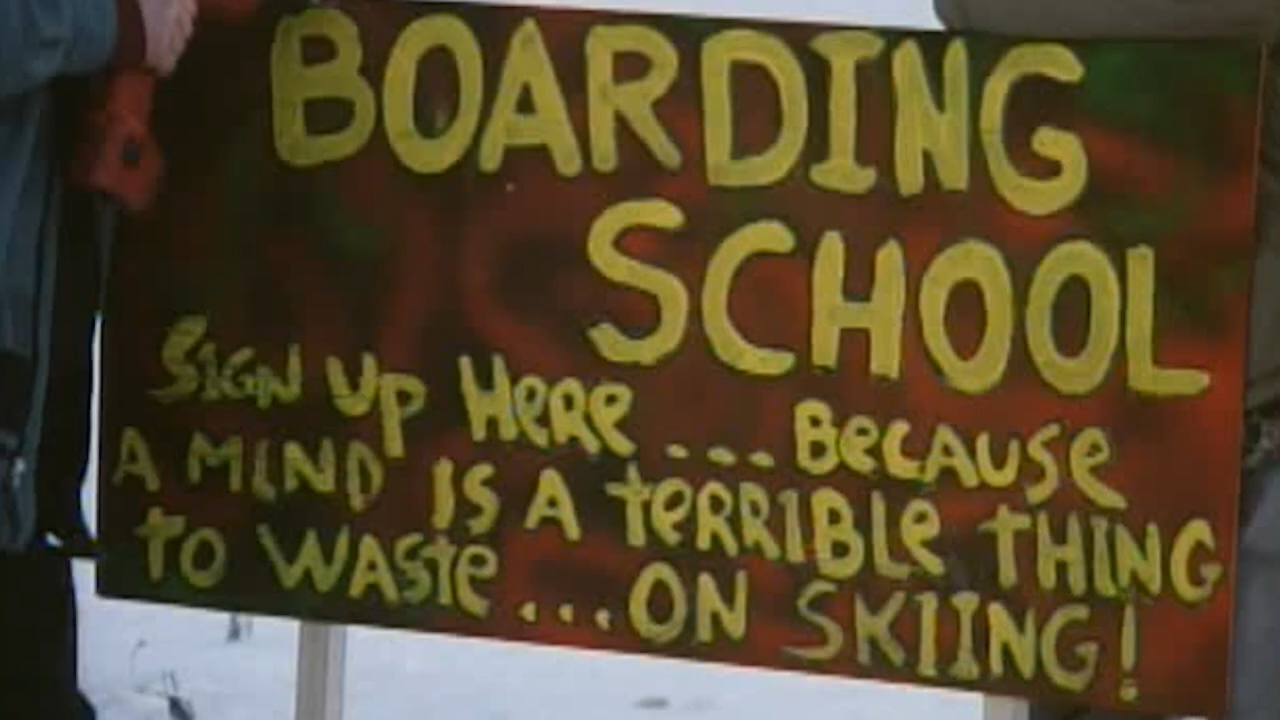 BOARDING
SCHOOL
SIGN UP HeRe ... BeCAUSe
A MIND IS A teRRIBLe THING
to WASte ... ON SKIING!